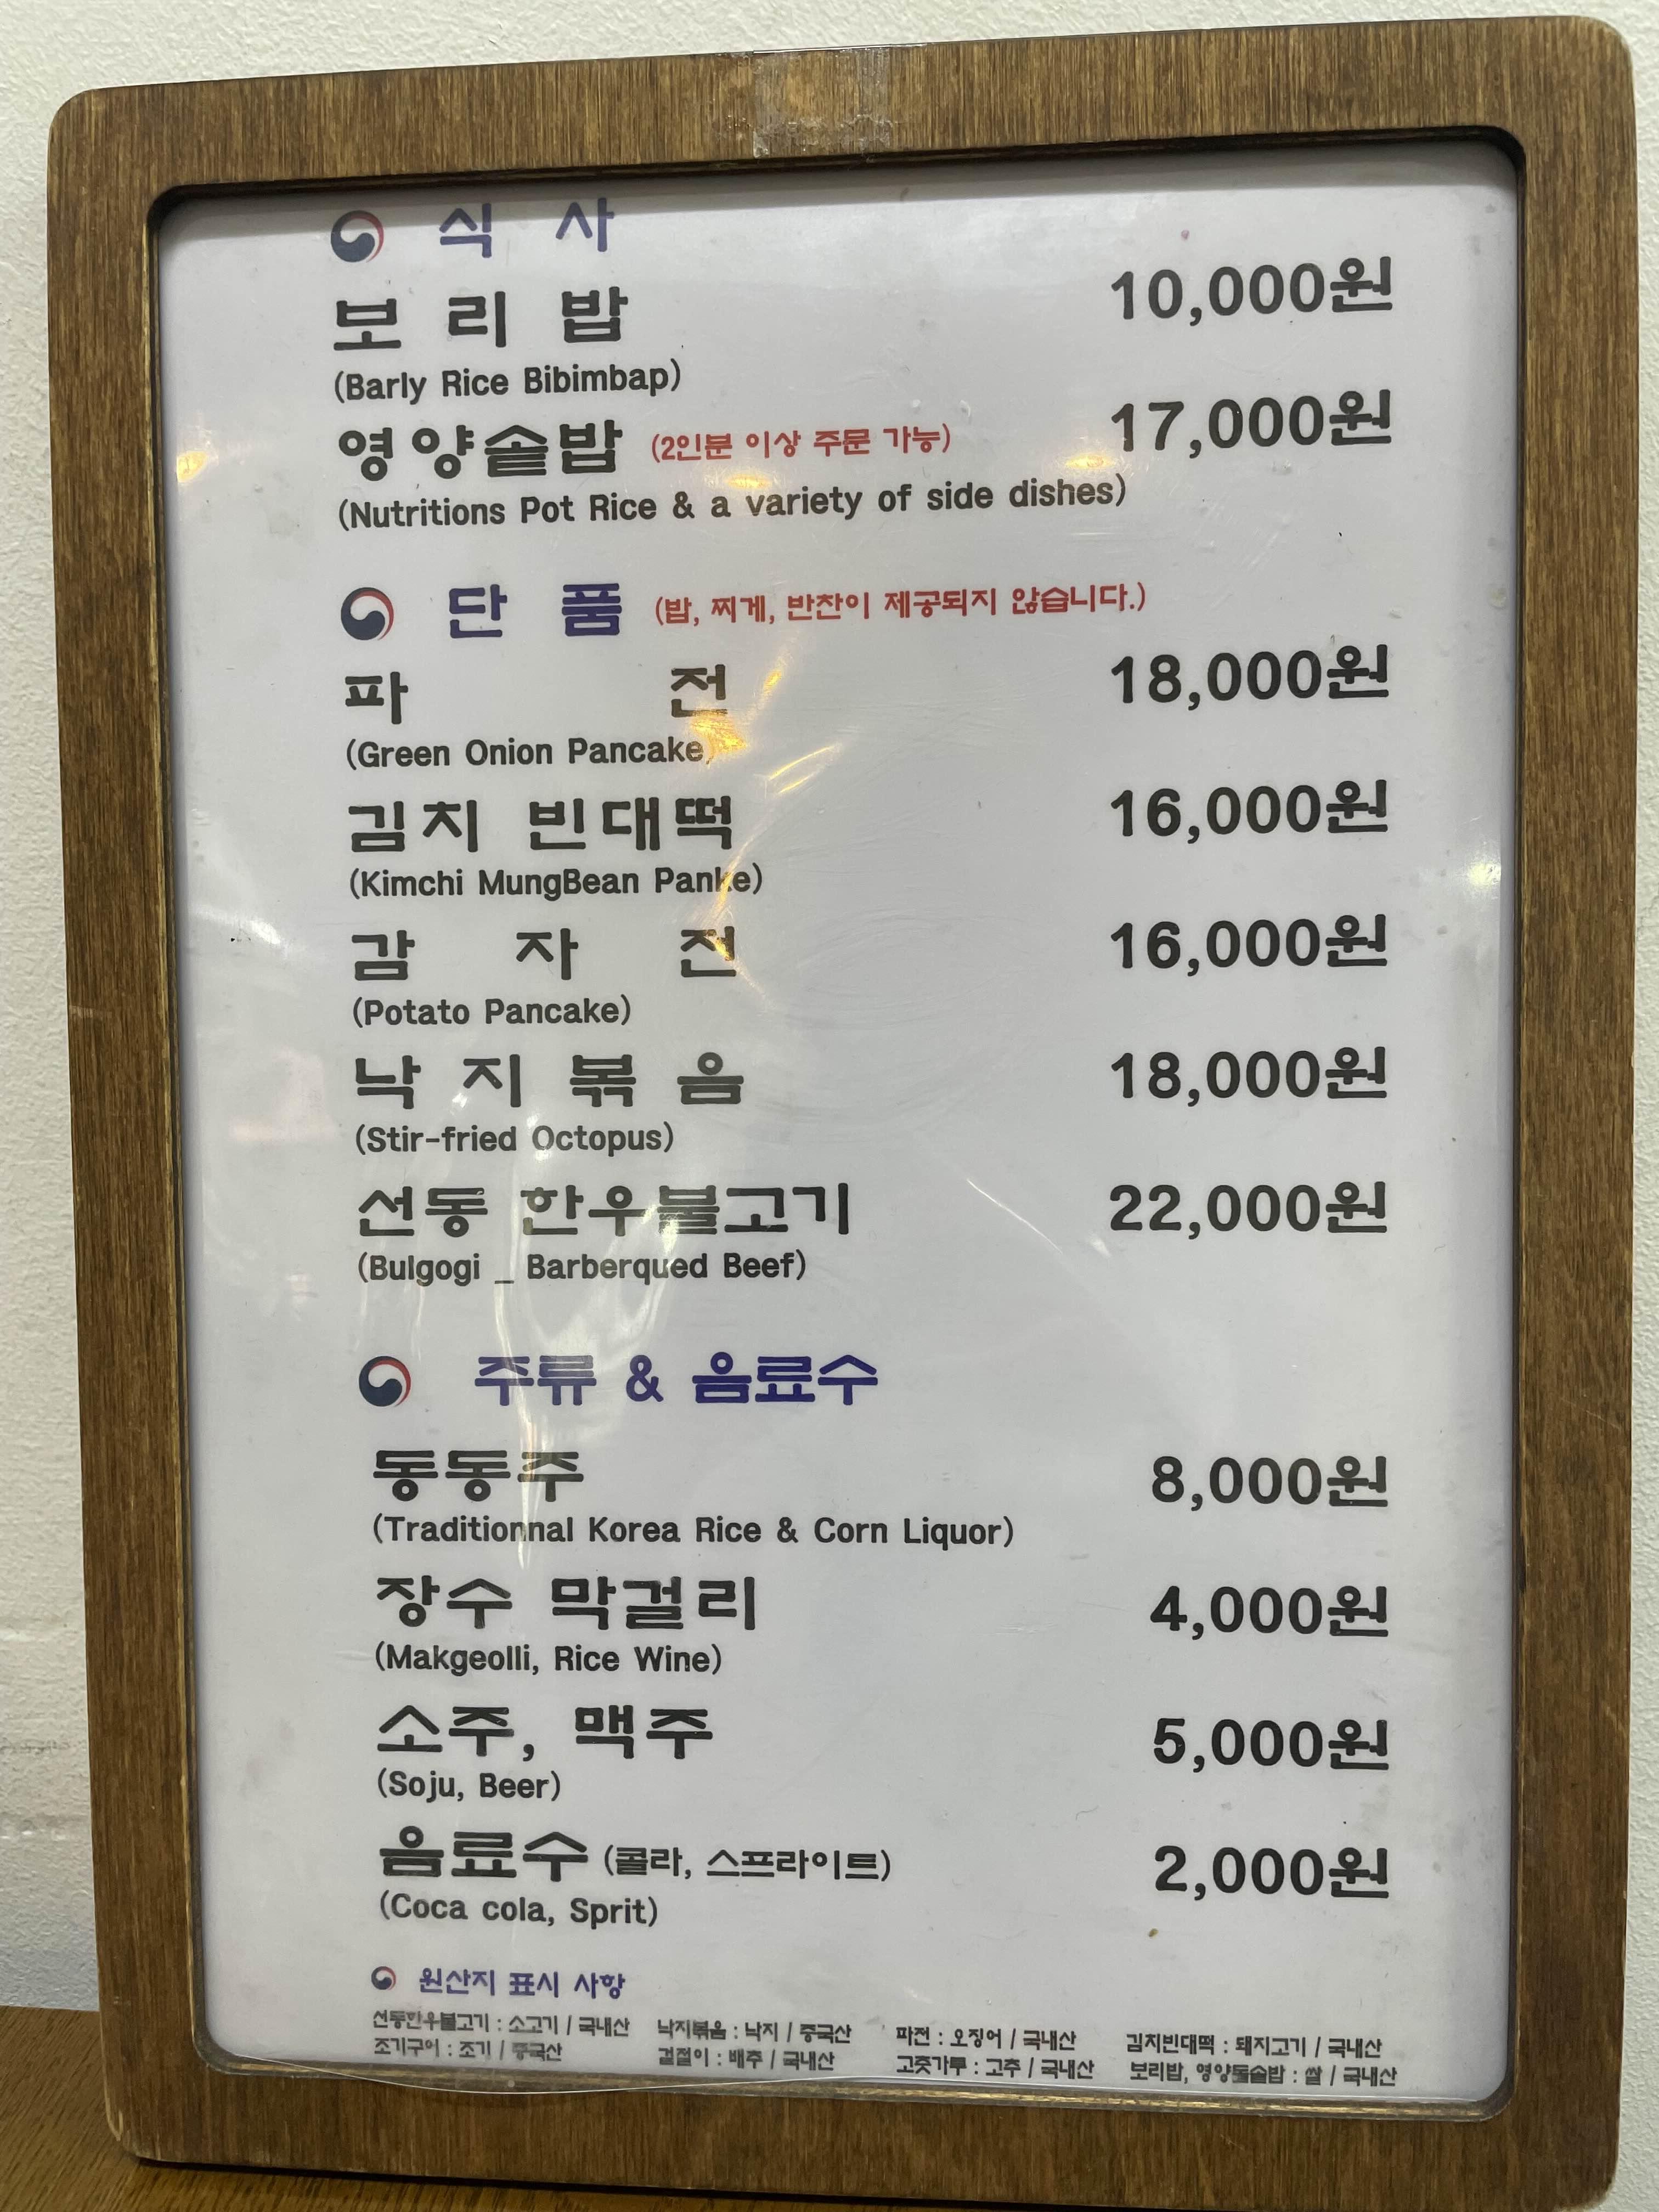 식 사
보리밥 10,000원
(Barly Rice Bibimbap)
영양솥밥 (2인분 이상 주문 가능) 17,000원
(Nutritions Pot Rice & a variety of side dishes)
단 품 (밥, 찌게, 반찬이 제공되지 않습니다.)
파전 18,000원
(Green Onion Pancake)
김치 빈대떡 16,000원
(Kimchi MungBean Panke)
감자전 16,000원
(Potato Pancake)
낙지볶음 18,000원
(Stir-fried Octopus)
선동 한우불고기 22,000원
(Bulgogi _ Barberqued Beef)
주류 & 음료수
동동주 8,000원
(Traditionnal Korea Rice & Corn Liquor)
장수 막걸리 4,000원
(Makgeolli, Rice Wine)
소주, 맥주 5,000원
(Soju, Beer)
음료수 (콜라, 스프라이트) 2,000원
(Coca cola, Sprit)
원산지 표시 사항
선동한우불고기 : 소고기 / 국내산 낙지볶음 : 낙지 / 중국산 파전 : 오징어 / 국내산 김치빈대떡 : 돼지고기 / 국내산
조기구이 : 조기 / 중국산 겉절이 : 배추 / 국내산 고춧가루 : 고추 / 국내산 보리밥, 영양돌솥밥 : 쌀 / 국내산